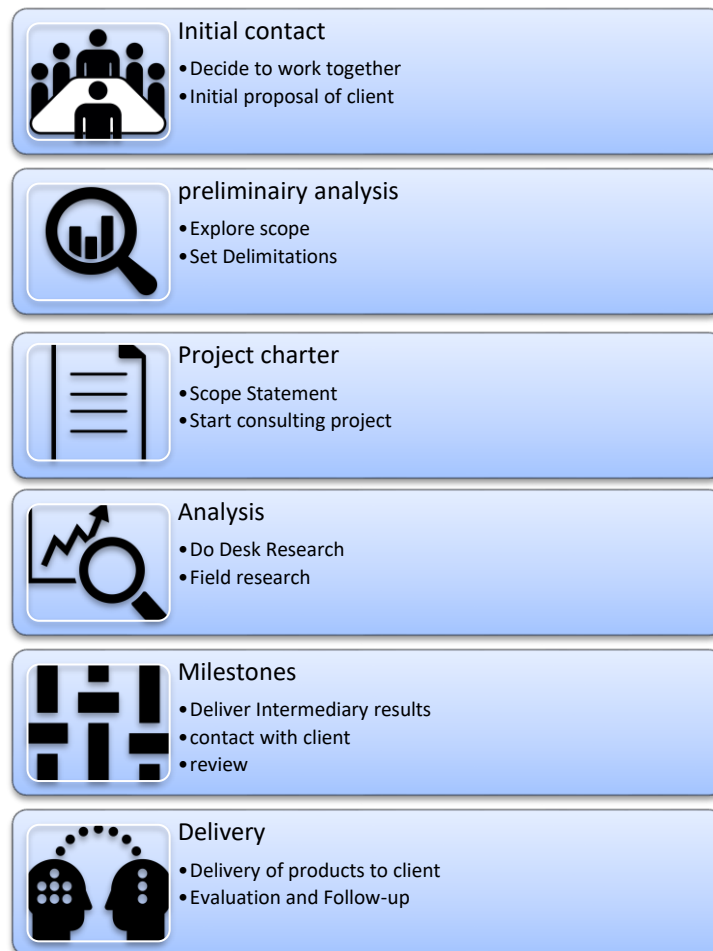 Initial contact
•Decide to work together
•Initial proposal of client
preliminairy analysis
•Explore scope
•Set Delimitations
Project charter
•Scope Statement
•Start consulting project
Analysis
•Do Desk Research
•Field research
Milestones
•Deliver Intermediary results
•contact with client
•review
Delivery
•Delivery of products to client
•Evaluation and Follow-up